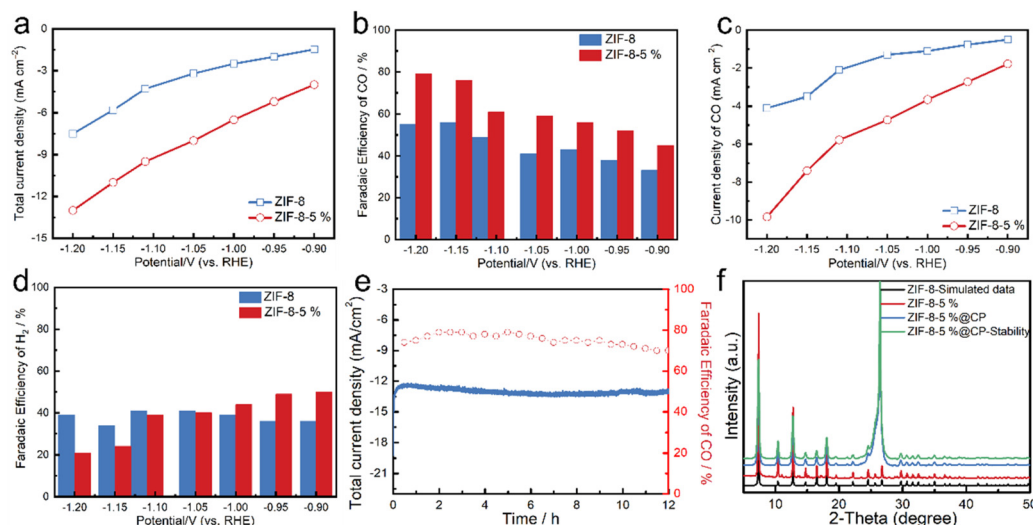 a
Total current density (mA cm⁻²)
0
-3
-6
-9
-12
-15
ZIF-8
ZIF-8-5 %
-1.20 -1.15 -1.10 -1.05 -1.00 -0.95 -0.90
Potential/V (vs. RHE)
b
Faradaic Efficiency of CO / %
100
80
60
40
20
0
ZIF-8
ZIF-8-5 %
-1.20 -1.15 -1.10 -1.05 -1.00 -0.95 -0.90
Potential/V (vs. RHE)
c
Current density of CO (mA cm⁻²)
0
-2
-4
-6
-8
-10
ZIF-8
ZIF-8-5 %
-1.20 -1.15 -1.10 -1.05 -1.00 -0.95 -0.90
Potential/V (vs. RHE)
d
Faradaic Efficiency of H₂ / %
100
80
60
40
20
0
ZIF-8
ZIF-8-5 %
-1.20 -1.15 -1.10 -1.05 -1.00 -0.95 -0.90
Potential/V (vs. RHE)
e
Total current density (mA/cm²)
-3
-6
-9
-12
-15
-18
-21
Faradaic Efficiency of CO / %
100
80
60
40
20
0
0 2 4 6 8 10 12
Time / h
f
Intensity (a.u.)
ZIF-8-Simulated data
ZIF-8-5 %
ZIF-8-5 %@CP
ZIF-8-5 %@CP-Stability
10 20 30 40 50
2-Theta (degree)